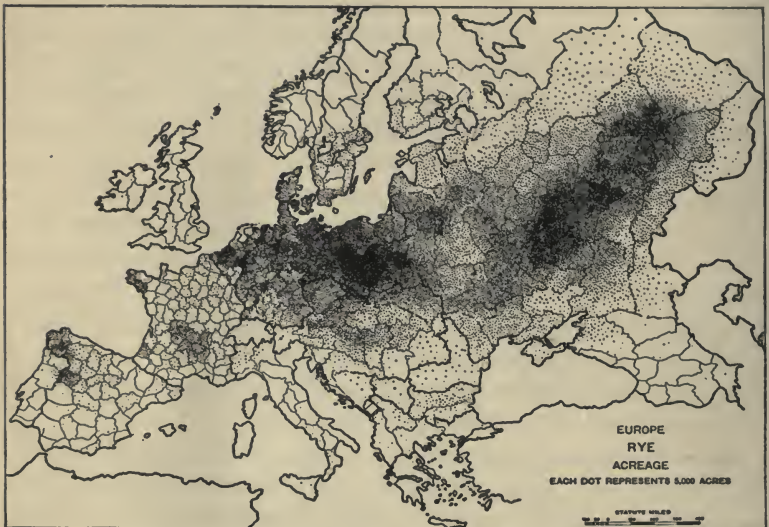 EUROPE
RYE
ACREAGE
EACH DOT REPRESENTS 5,000 ACRES
STATUTE MILES